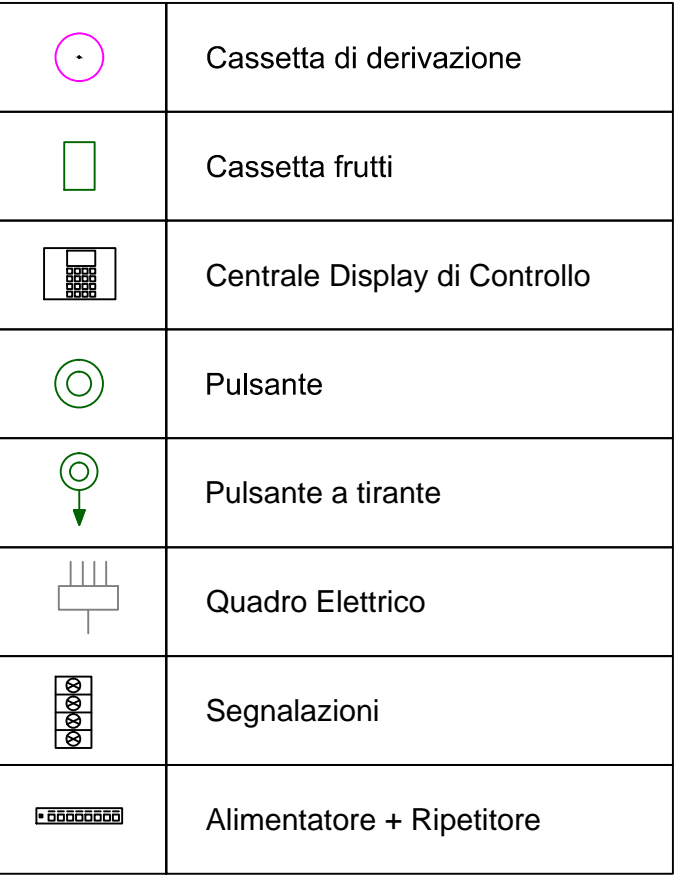 Cassetta di derivazione
Cassetta frutti
Centrale Display di Controllo
Pulsante
Pulsante a tirante
Quadro Elettrico
Segnalazioni
Alimentatore + Ripetitore